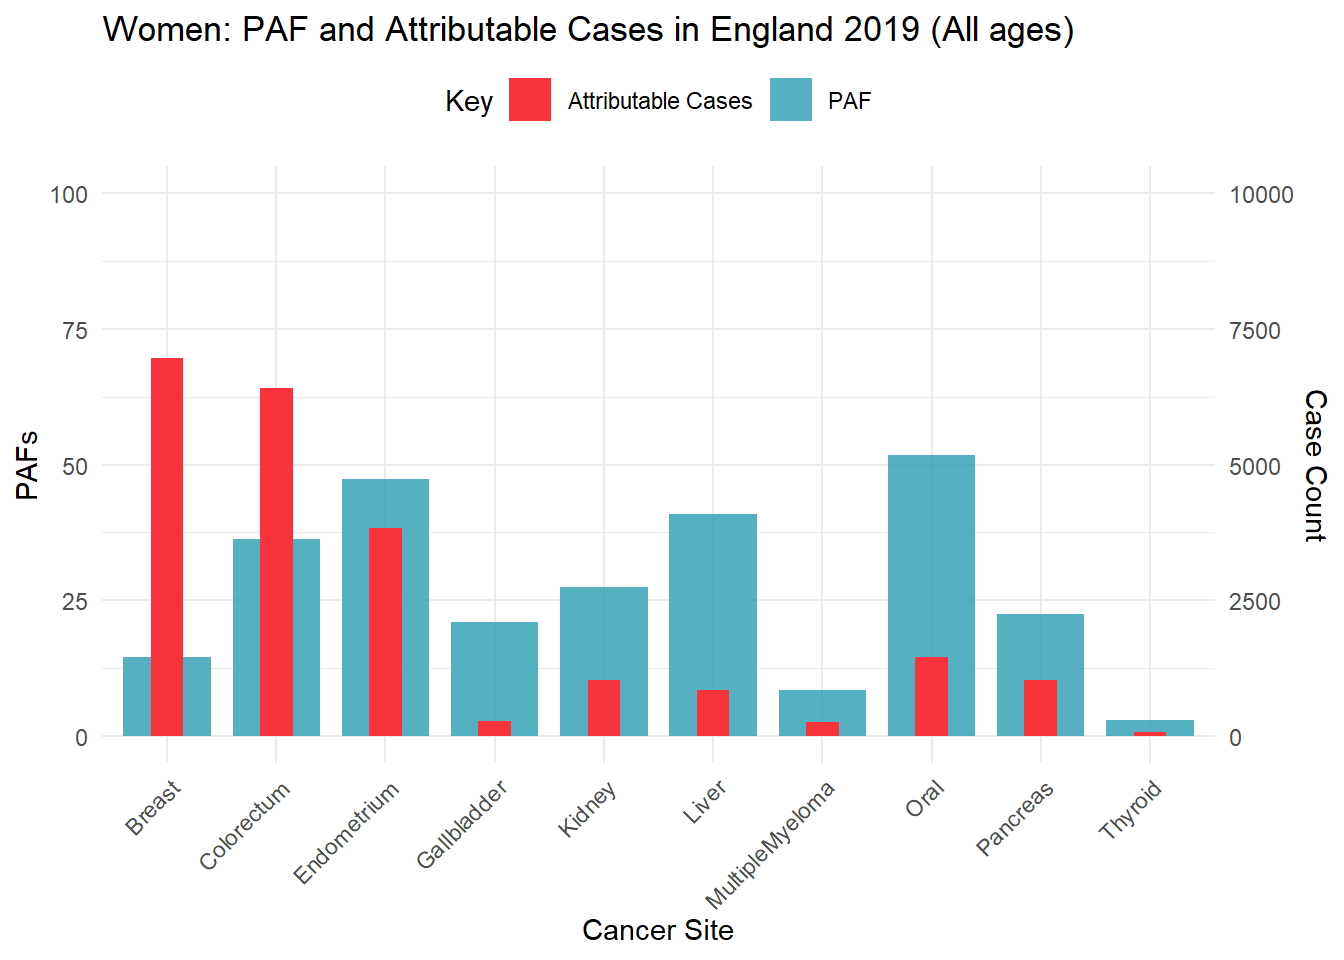 Women: PAF and Attributable Cases in England 2019 (All ages)
Key Attributable Cases PAF
100
75
50
25
0
PAFs
10000
7500
5000
2500
0
Case Count
Breast
Colorectum
Endometrium
Gallbladder
Kidney
Liver
MultipleMyeloma
Oral
Pancreas
Thyroid
Cancer Site